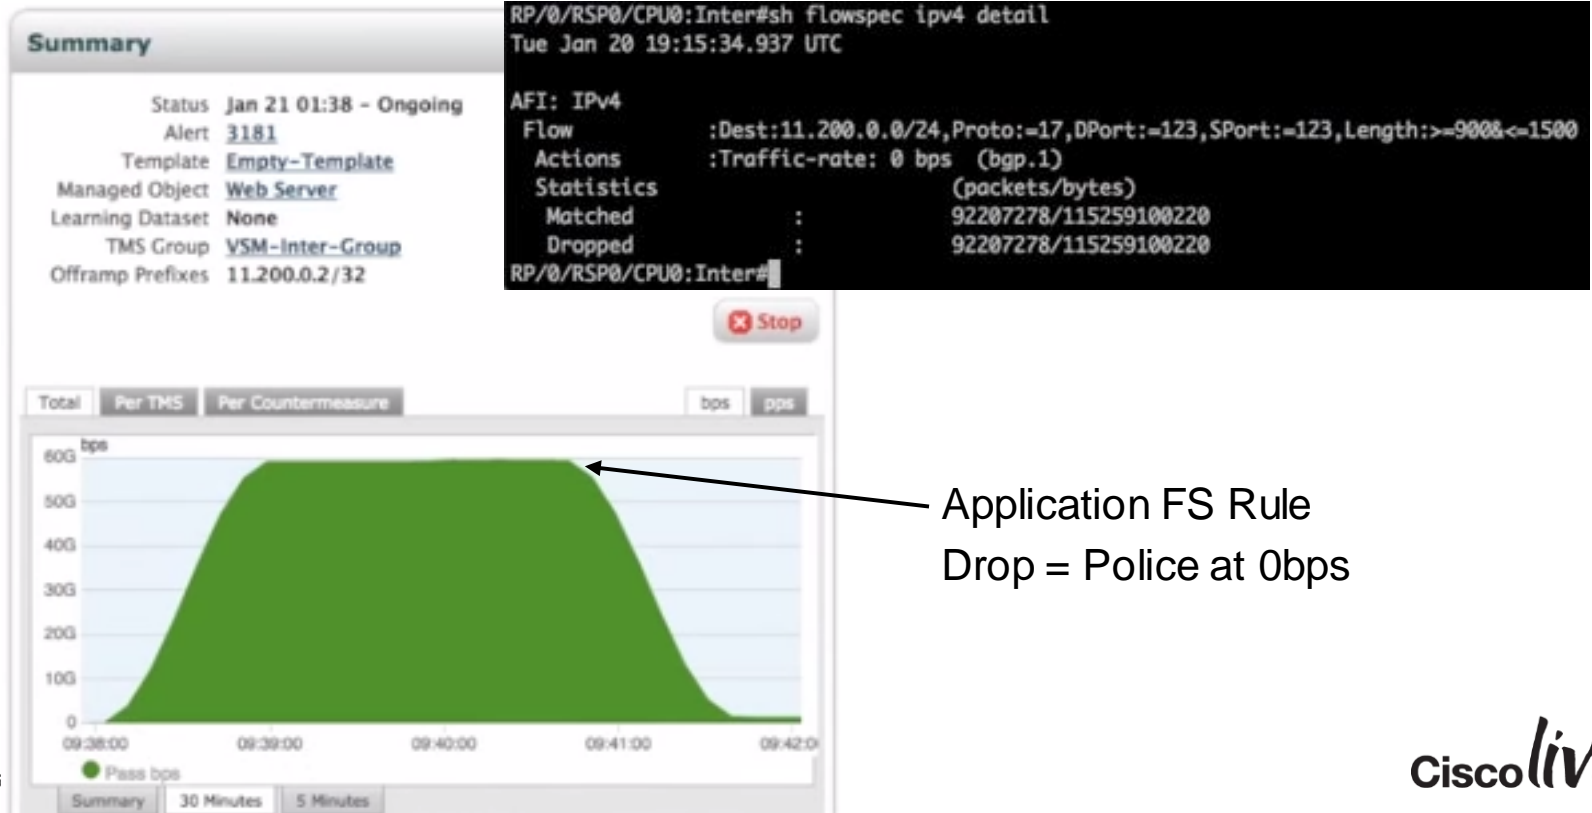 Summary
Status Jan 21 01:38 - Ongoing
Alert 3181
Template Empty-Template
Managed Object Web Server
Learning Dataset None
TMS Group VSM-Inter-Group
Offramp Prefixes 11.200.0.2/32
RP/0/RSP0/CPU0:Inter#sh flowspec ipv4 detail
Tue Jan 20 19:15:34.937 UTC
AFI: IPv4
Flow :Dest:11.200.0.0/24,Proto:=17,DPort:=123,SPort:=123,Length:>=900&<=1500
Actions :Traffic-rate: 0 bps (bgp.1)
Statistics (packets/bytes)
Matched : 92207278/115259100220
Dropped : 92207278/115259100220
RP/0/RSP0/CPU0:Inter#
Stop
Total Per TMS Per Countermeasure bps pps
bps
60G
50G
40G
30G
20G
10G
0
09:38:00 09:39:00 09:40:00 09:41:00 09:42:0
Pass bps
Summary 30 Minutes 5 Minutes
Application FS Rule
Drop = Police at 0bps
Cisco liv